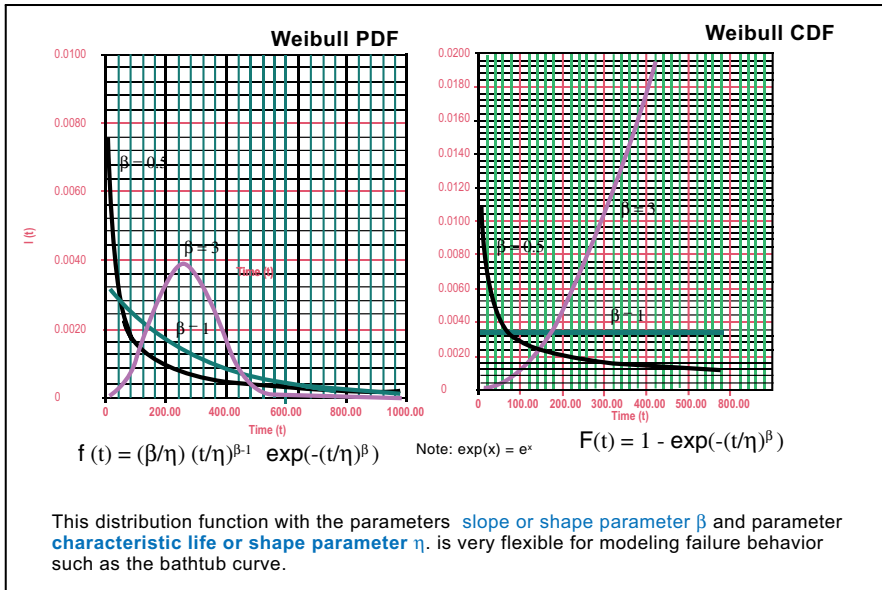 Weibull PDF
0.0100
0.0080
0.0060
0.0040
0.0020
0
I (t)
β = 0.5
β = 3
Time (t)
β = 1
0
200.00
400.00
600.00
800.00
1000.00
Time (t)
f (t) = (β/η) (t/η)^β-1 exp(-(t/η)^β)
Note: exp(x) = e^x
Weibull CDF
0.0200
0.0180
0.0160
0.0140
0.0120
0.0100
0.0080
0.0060
0.0040
0.0020
0
β = 3
β = 0.5
β = 1
0
100.00
200.00
300.00
400.00
500.00
800.00
Time (t)
F(t) = 1 - exp(-(t/η)^β)
This distribution function with the parameters slope or shape parameter β and parameter
characteristic life or shape parameter η. is very flexible for modeling failure behavior
such as the bathtub curve.